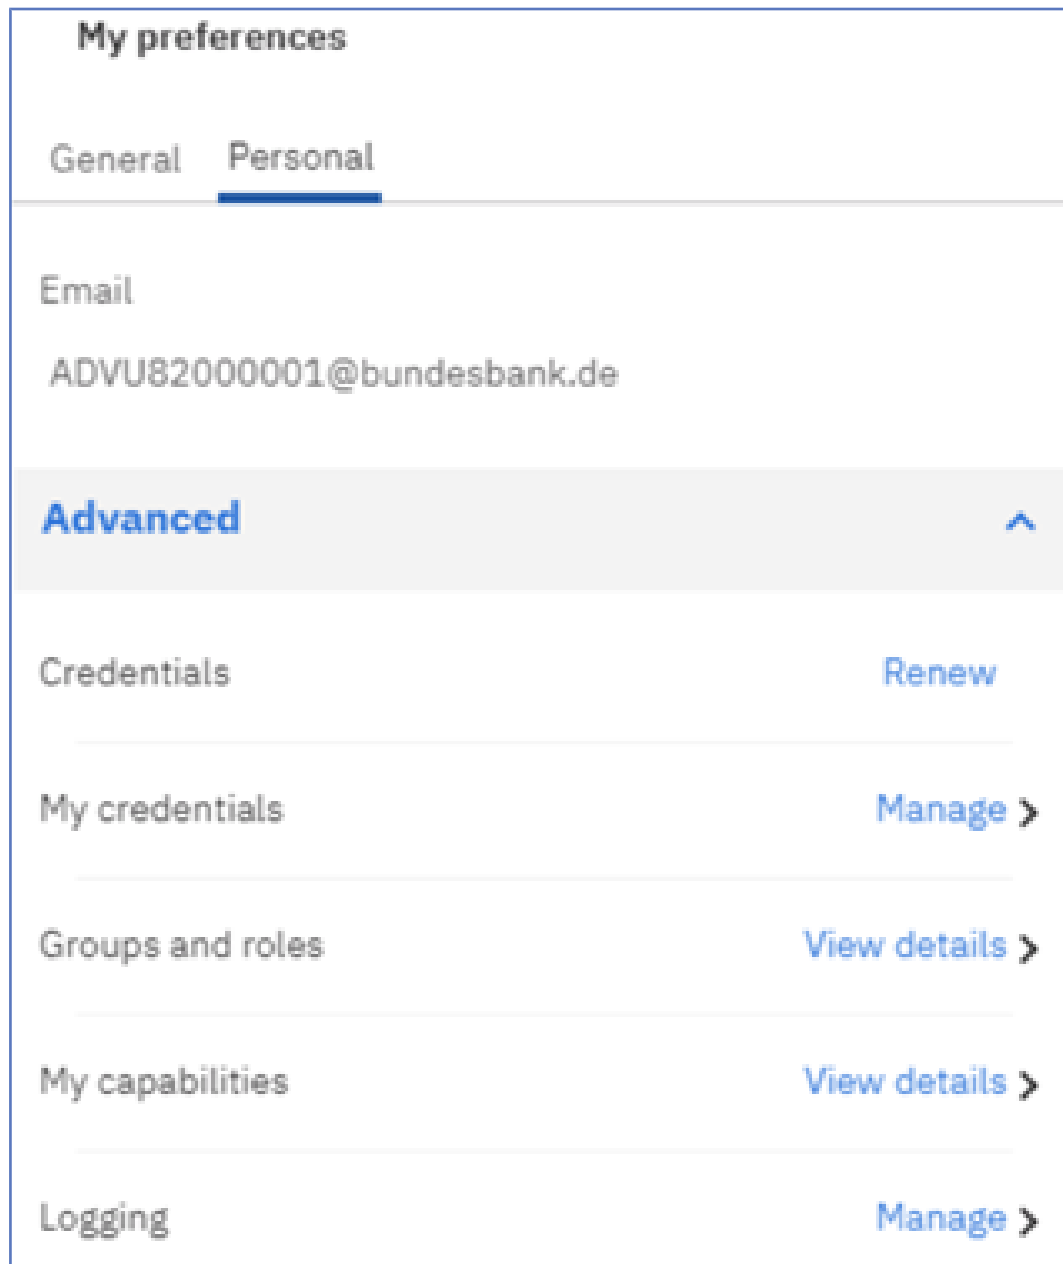 My preferences
General Personal
Email
ADVU82000001@bundesbank.de
Advanced
Credentials Renew
My credentials Manage
Groups and roles View details
My capabilities View details
Logging Manage